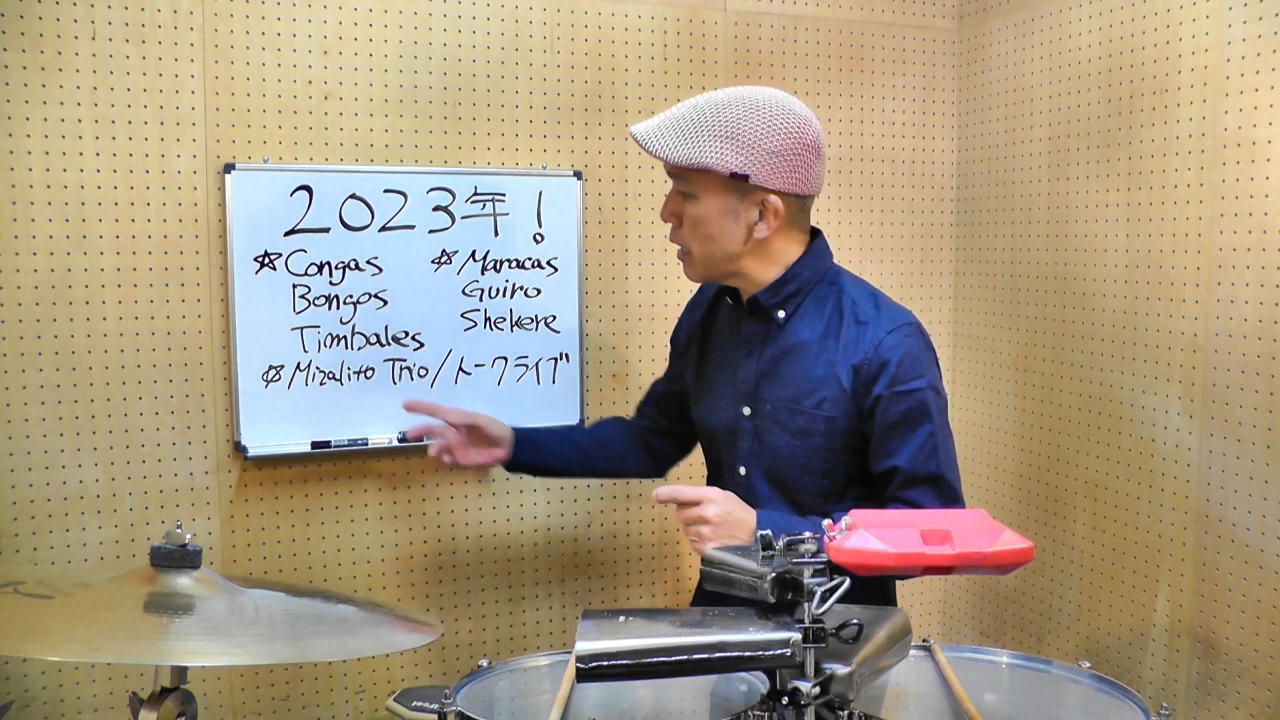 2023年!
☆Congas
Bongos
Timbales
☆Maracas
Guiro
Shekere
☆Mizalito Trio/トークライブ